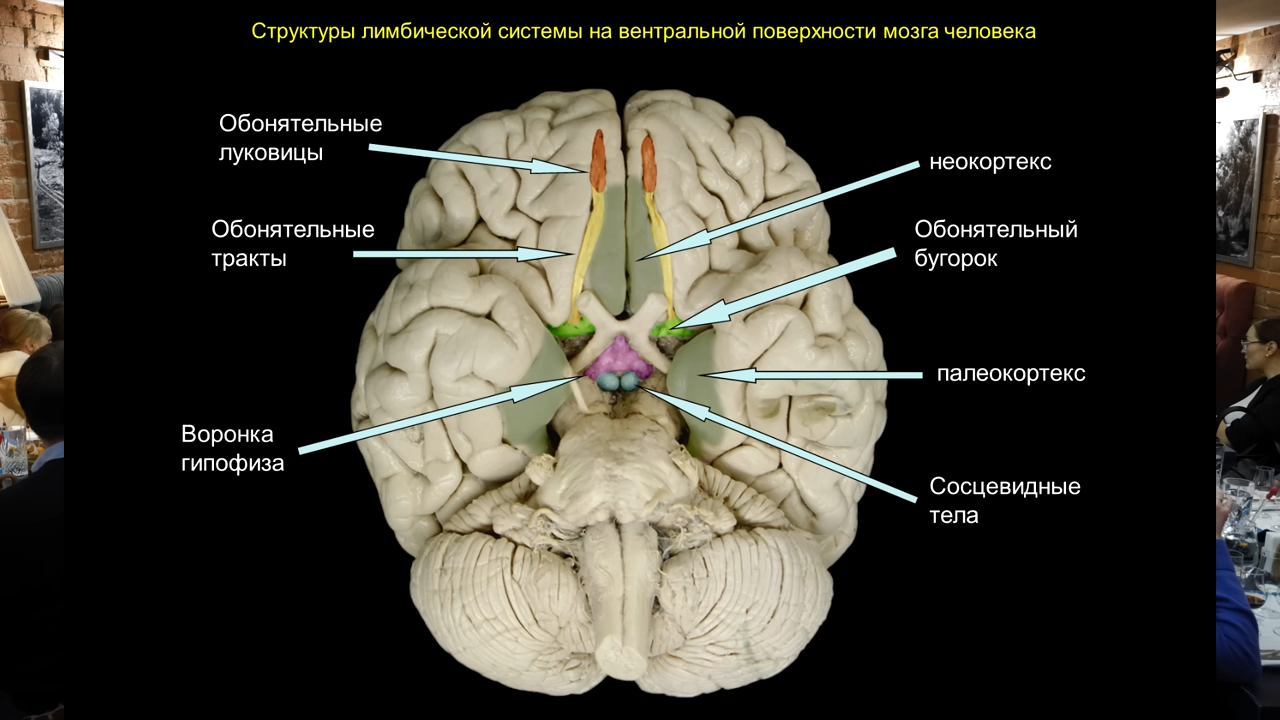 Структуры лимбической системы на вентральной поверхности мозга человека
Обонятельные
луковицы
Обонятельные
тракты
Воронка
гипофиза
неокортекс
Обонятельный
бугорок
палеокортекс
Сосцевидные
тела